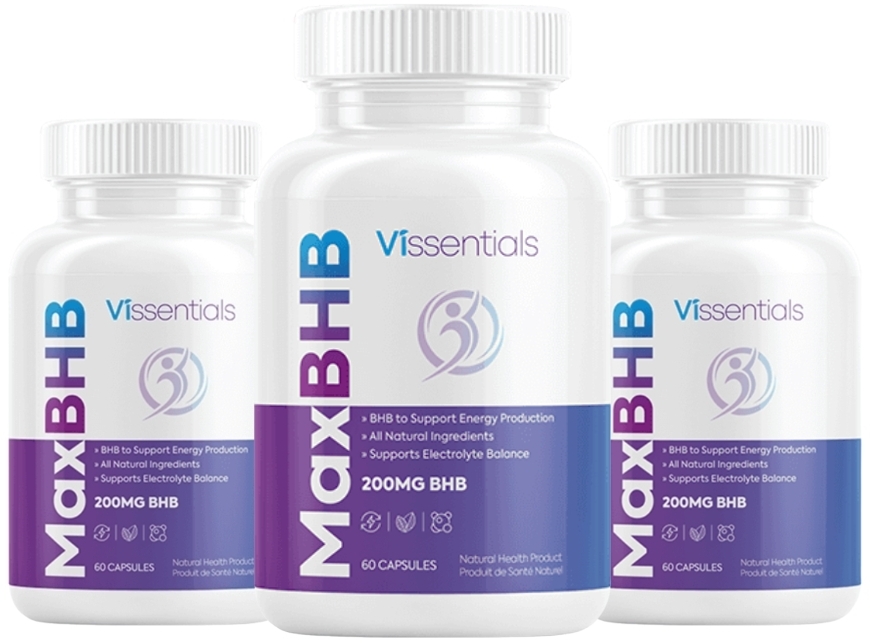 MaxBHB
Vissentials
» BHB to Support Energy Production
» All Natural Ingredients
» Supports Electrolyte Balance
200MG BHB
60 CAPSULES
Natural Health Product
Produit de Santé Naturel
MaxBHB
Vissentials
» BHB to Support Energy Production
» All Natural Ingredients
» Supports Electrolyte Balance
200MG BHB
60 CAPSULES
Natural Health Product
Produit de Santé Naturel
MaxBHB
Vissentials
» BHB to Support Energy Production
» All Natural Ingredients
» Supports Electrolyte Balance
200MG BHB
60 CAPSULES
Natural Health Product
Produit de Santé Naturel